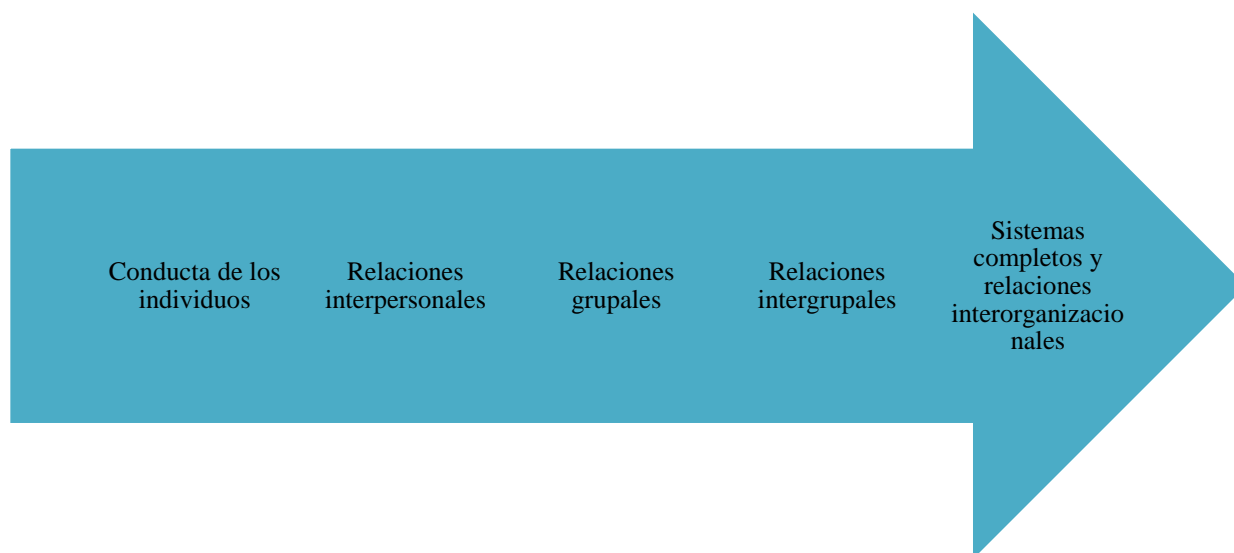 Conducta de los
individuos
Relaciones
interpersonales
Relaciones
grupales
Relaciones
intergrupales
Sistemas
completos y
relaciones
interorganizacio
nales